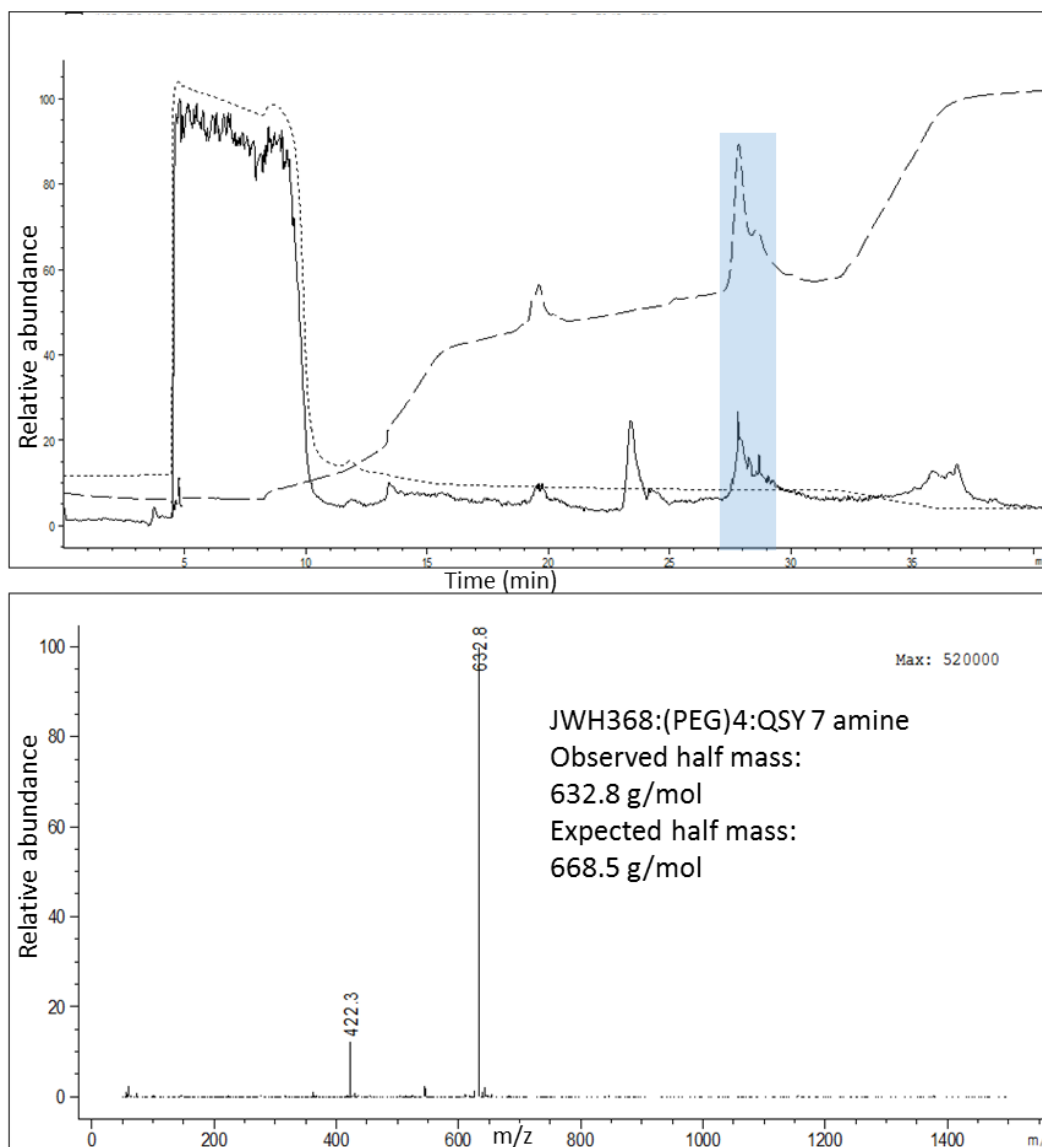 Relative abundance
100
80
60
40
20
0
5
10
15
20
25
30
35
m
Time (min)
Relative abundance
100
80
60
40
20
0
632.8
422.3
Max: 520000
JWH368:(PEG)4:QSY 7 amine
Observed half mass:
632.8 g/mol
Expected half mass:
668.5 g/mol
0
200
400
600
m/z
800
1000
1200
1400
m/